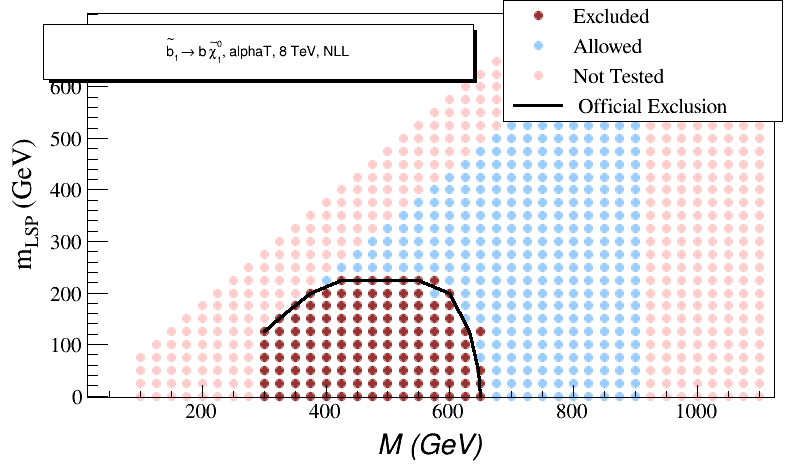 b̃₁ → b χ̃⁰₁, alphaT, 8 TeV, NLL
Excluded
Allowed
Not Tested
Official Exclusion
m_LSP (GeV)
600
500
400
300
200
100
0
200
400
600
800
1000
M (GeV)